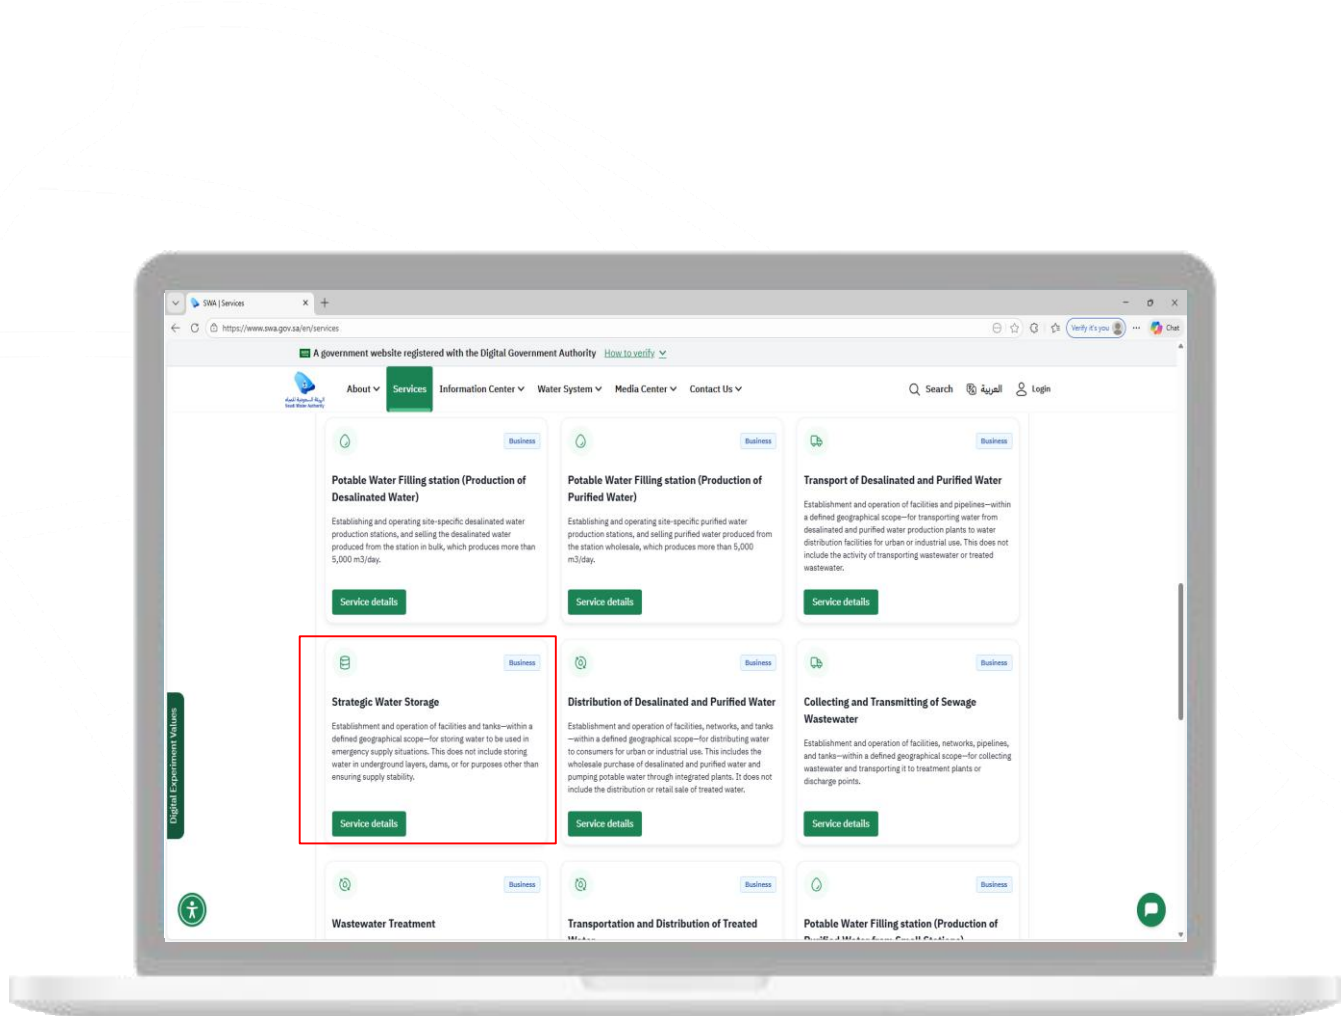 SWA | Services
https://www.swa.gov.sa/en/services
Verify it's you
Chat
A government website registered with the Digital Government Authority How to verify
الهيئة السعودية للمياه
Saudi Water Authority
About
Services
Information Center
Water System
Media Center
Contact Us
Search
العربية
Login
Business
Potable Water Filling station (Production of
Desalinated Water)
Establishing and operating site-specific desalinated water
production stations, and selling the desalinated water
produced from the station in bulk, which produces more than
5,000 m3/day.
Service details
Business
Potable Water Filling station (Production of
Purified Water)
Establishing and operating site-specific purified water
production stations, and selling purified water produced from
the station wholesale, which produces more than 5,000
m3/day.
Service details
Business
Transport of Desalinated and Purified Water
Establishment and operation of facilities and pipelines—within
a defined geographical scope—for transporting water from
desalinated and purified water production plants to water
distribution facilities for urban or industrial use. This does not
include the activity of transporting wastewater or treated
wastewater.
Service details
Business
Strategic Water Storage
Establishment and operation of facilities and tanks—within a
defined geographical scope—for storing water to be used in
emergency supply situations. This does not include storing
water in underground layers, dams, or for purposes other than
ensuring supply stability.
Service details
Business
Distribution of Desalinated and Purified Water
Establishment and operation of facilities, networks, and tanks
—within a defined geographical scope—for distributing water
to consumers for urban or industrial use. This includes the
wholesale purchase of desalinated and purified water and
pumping potable water through integrated plants. It does not
include the distribution or retail sale of treated water.
Service details
Business
Collecting and Transmitting of Sewage
Wastewater
Establishment and operation of facilities, networks, pipelines,
and tanks—within a defined geographical scope—for collecting
wastewater and transporting it to treatment plants or
discharge points.
Service details
Business
Wastewater Treatment
Business
Transportation and Distribution of Treated
Water
Business
Potable Water Filling station (Production of
Purified Water from Small Stations)
Digital Experiment Values